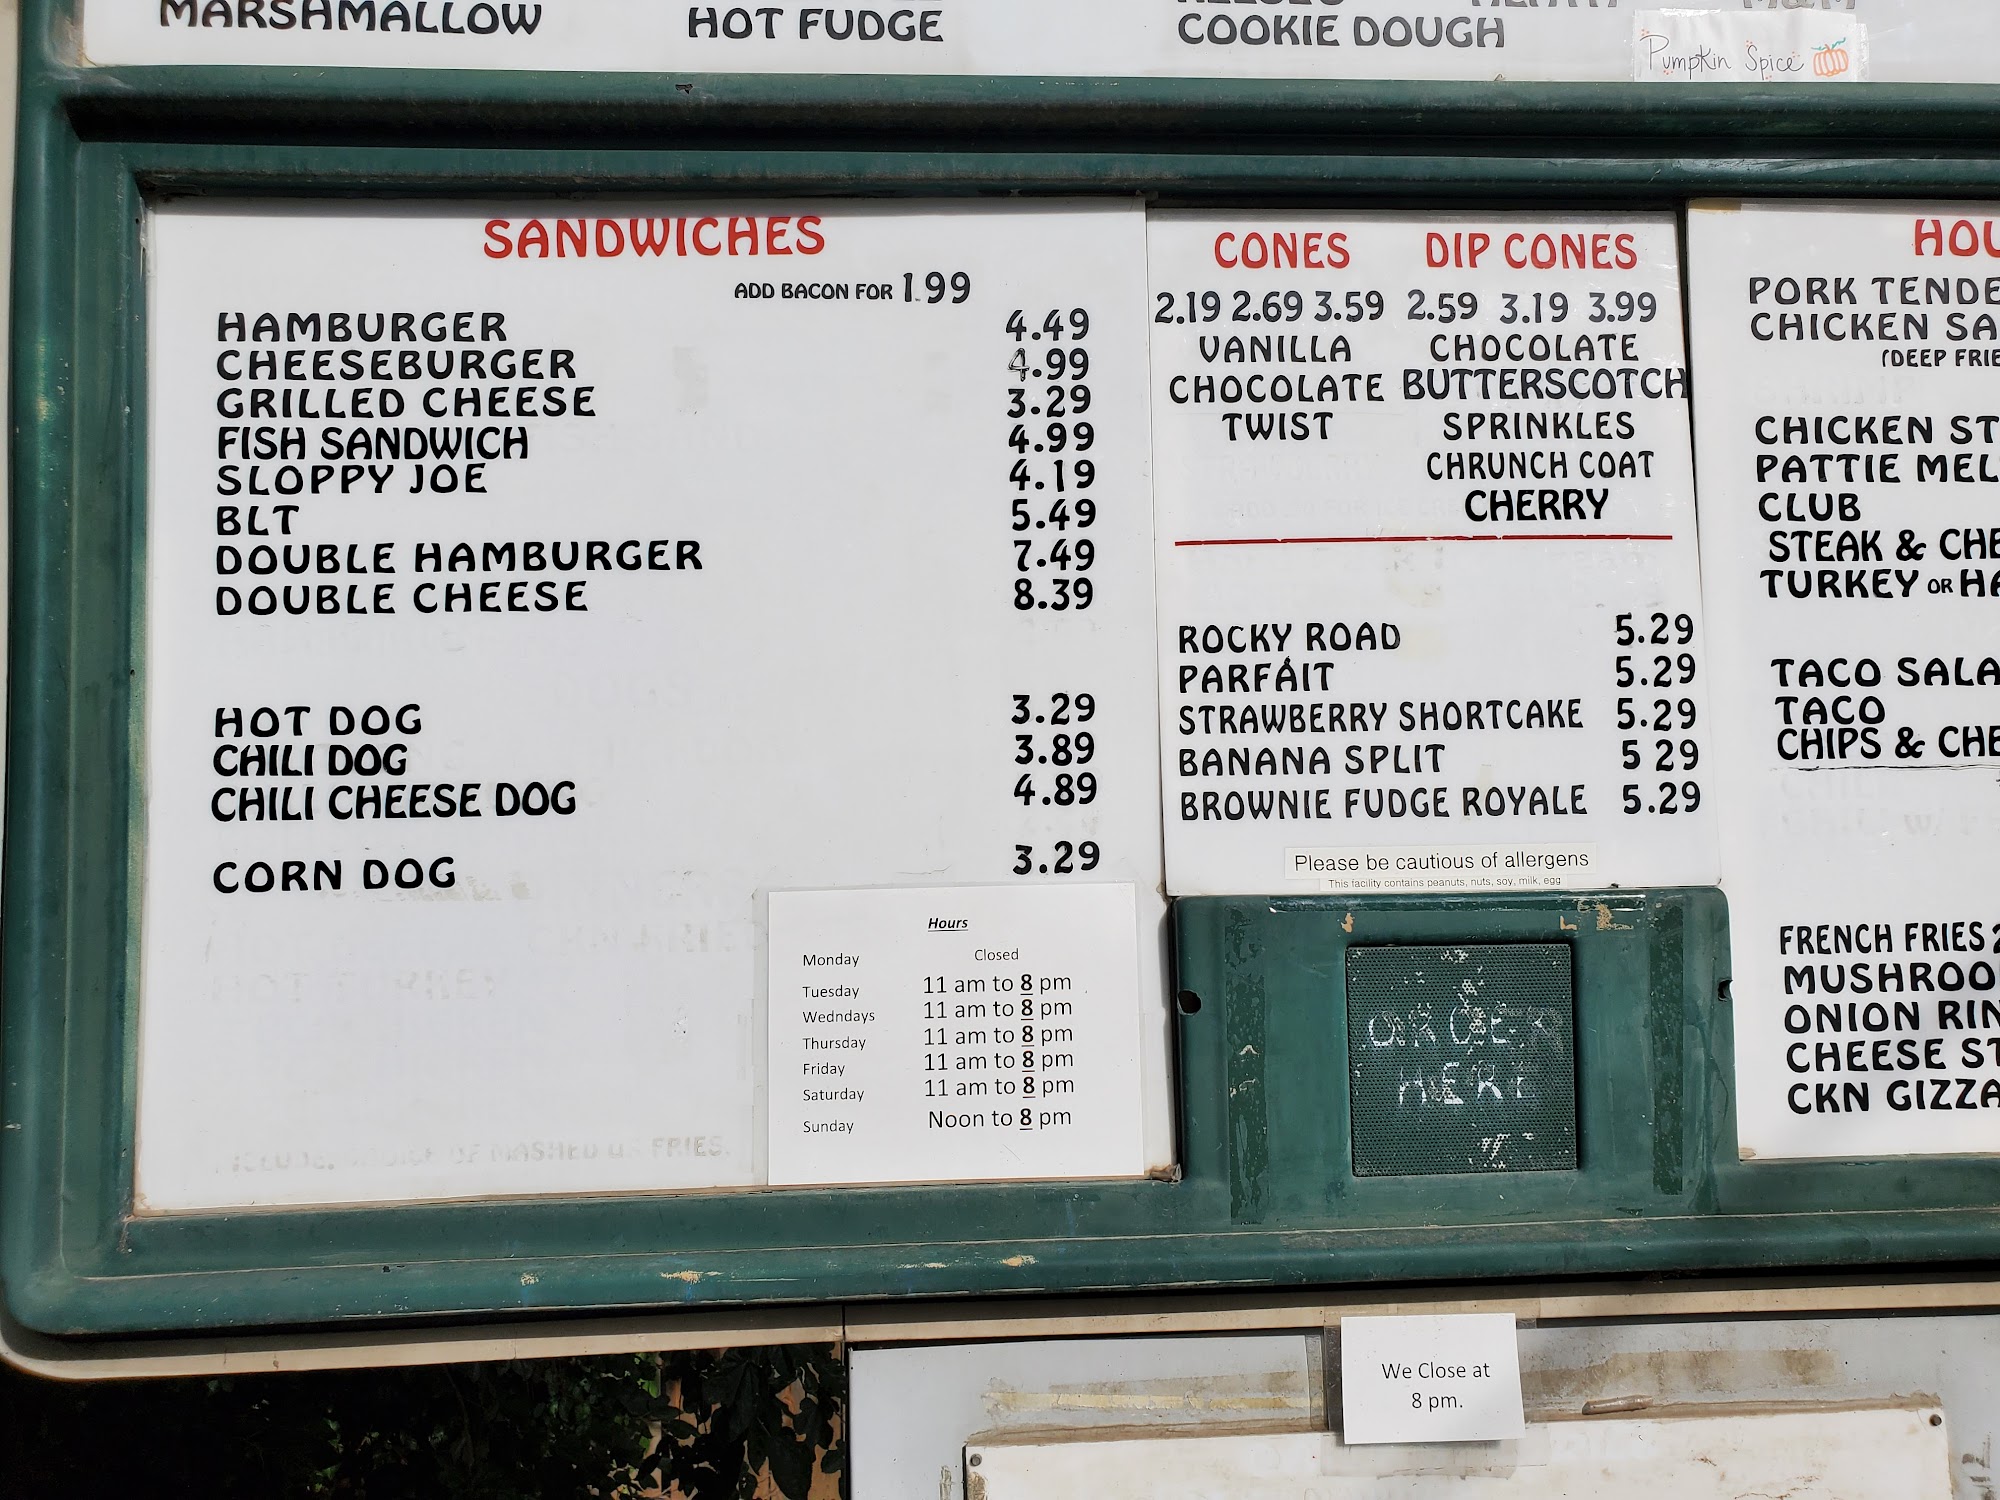 MARSHMALLOW
HOT FUDGE
COOKIE DOUGH
Pumpkin Spice
SANDWICHES
ADD BACON FOR 1.99
HAMBURGER 4.49
CHEESEBURGER 4.99
GRILLED CHEESE 3.29
FISH SANDWICH 4.99
SLOPPY JOE 4.19
BLT 5.49
DOUBLE HAMBURGER 7.49
DOUBLE CHEESE 8.39
HOT DOG 3.29
CHILI DOG 3.89
CHILI CHEESE DOG 4.89
CORN DOG 3.29
Hours
Monday Closed
Tuesday 11 am to 8 pm
Wedndays 11 am to 8 pm
Thursday 11 am to 8 pm
Friday 11 am to 8 pm
Saturday 11 am to 8 pm
Sunday Noon to 8 pm
CONES
2.19 2.69 3.59
VANILLA
CHOCOLATE
TWIST
DIP CONES
2.59 3.19 3.99
CHOCOLATE
BUTTERSCOTCH
SPRINKLES
CHRUNCH COAT
CHERRY
ROCKY ROAD 5.29
PARFAIT 5.29
STRAWBERRY SHORTCAKE 5.29
BANANA SPLIT 5 29
BROWNIE FUDGE ROYALE 5.29
Please be cautious of allergens
This facility contains peanuts, nuts, soy, milk, egg
ORDER
HERE
HOU
PORK TENDE
CHICKEN SA
(DEEP FRIE
CHICKEN ST
PATTIE MEL
CLUB
STEAK & CHE
TURKEY OR HA
TACO SALA
TACO
CHIPS & CHE
FRENCH FRIES 2
MUSHROO
ONION RIN
CHEESE ST
CKN GIZZA
We Close at
8 pm.